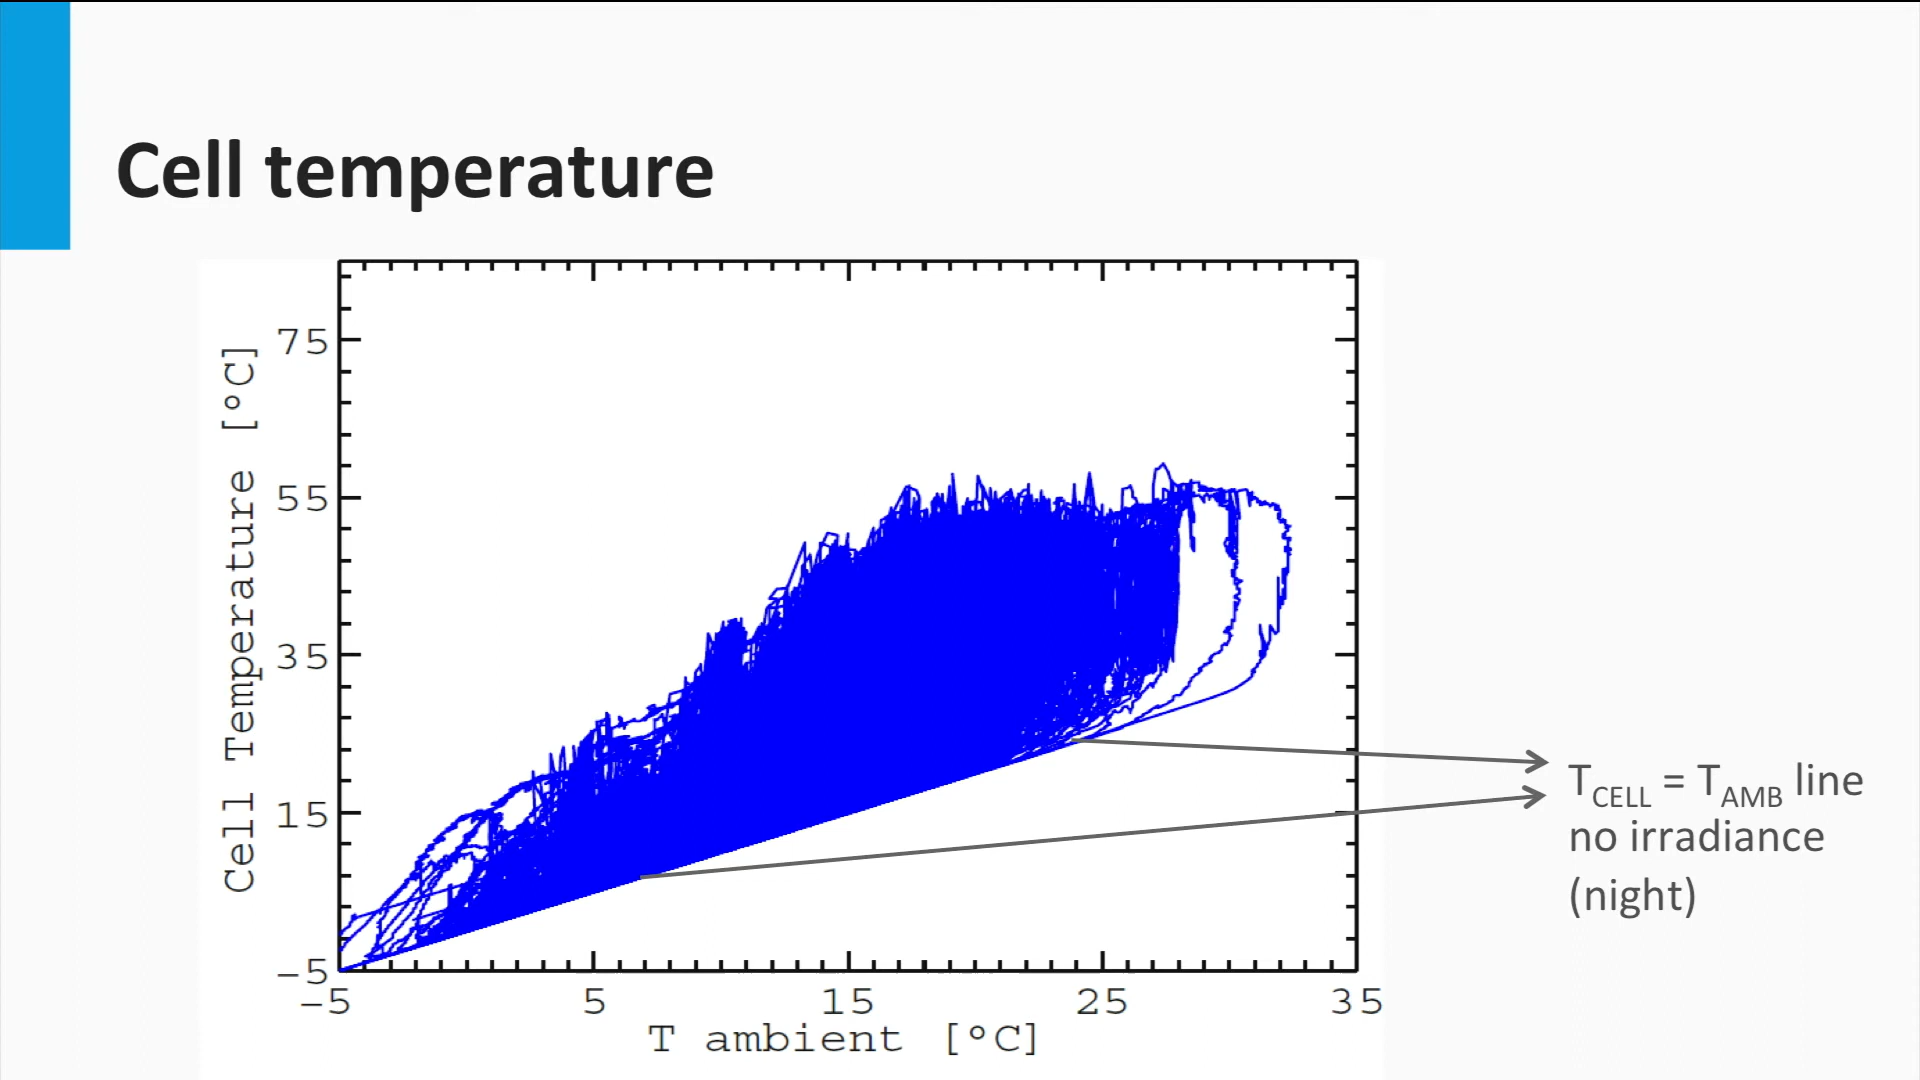 Cell temperature
75
55
35
15
-5
Cell Temperature [°C]
-5 5 15 25 35
T ambient [°C]
TCELL = TAMB line
no irradiance
(night)